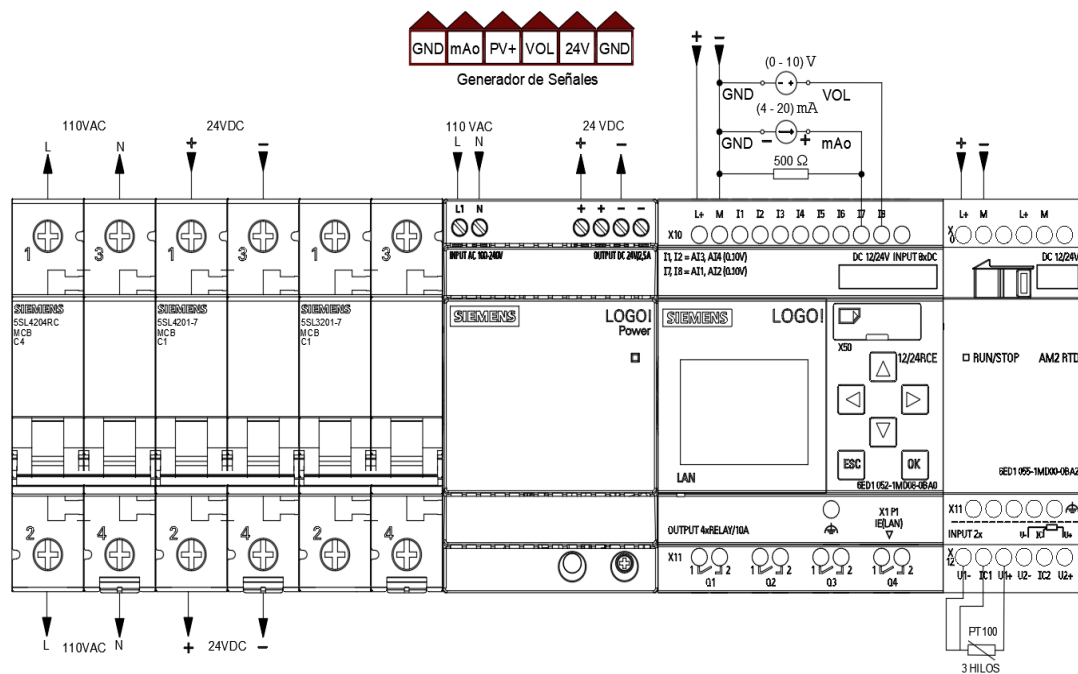 GND mAo PV+ VOL 24V GND
Generador de Señales
+ −
(0 - 10) V
GND - + VOL
(4 - 20) mA
GND − + mAo
500 Ω
110VAC 24VDC
L N + −
110 VAC 24 VDC
L N + −
+ −
1 3 1 3 1 3
L1 N + + − −
INPUT AC 100-240V OUTPUT DC 24V/2,5A
L+ M I1 I2 I3 I4 I5 I6 I7 I8
X10
I1, I2 = AI3, AI4 (0..10V)
I7, I8 = AI1, AI2 (0..10V)
DC 12/24V INPUT 8xDC
L+ M L+ M
X
0
DC 12/24V
SIEMENS
5SL4204RC
MCB
C4
SIEMENS
5SL4201-7
MCB
C1
SIEMENS
5SL3201-7
MCB
C1
SIEMENS LOGO!
Power
SIEMENS LOGO!
X50
12/24RCE
RUN/STOP AM2 RTD
ESC OK
LAN
6ED1 052-1MD08-0BA0
6ED1 055-1MD00-0BA2
2 4 2 4 2 4
OUTPUT 4xRELAY/10A
X1 P1
IE(LAN)
X11
INPUT 2x
U- IC1 U+
X11
1 2 1 2 1 2 1 2
Q1 Q2 Q3 Q4
X
12
U1- IC1 U1+ U2- IC2 U2+
L 110VAC N + 24VDC −
PT100
3 HILOS